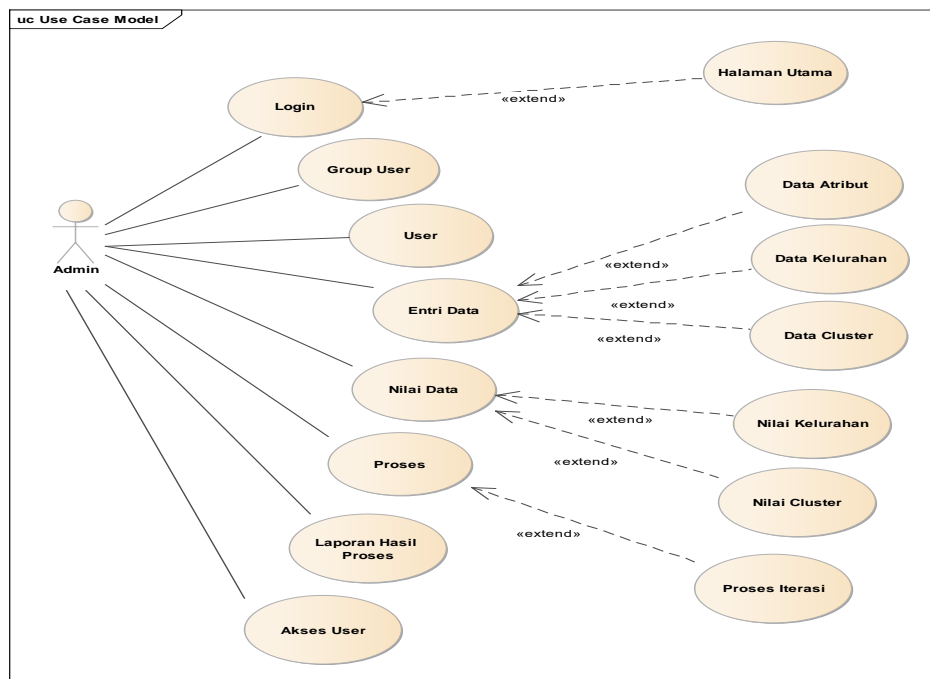 uc Use Case Model
Halaman Utama
Login
«extend»
Group User
Data Atribut
User
Admin
«extend»
Data Kelurahan
Entri Data
«extend»
Data Cluster
«extend»
Nilai Data
«extend»
Nilai Kelurahan
Proses
«extend»
Nilai Cluster
«extend»
Laporan Hasil
Proses
Proses Iterasi
Akses User